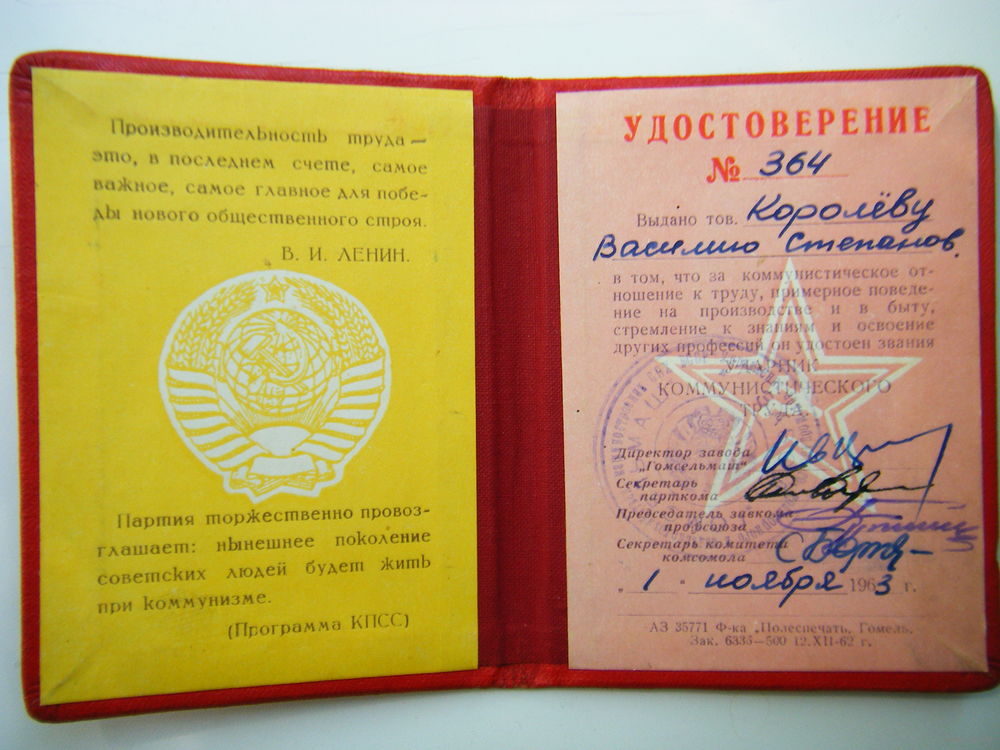 Производительность труда —
это, в последнем счете, самое
важное, самое главное для побе-
ды нового общественного строя.
В. И. ЛЕНИН.
Партия торжественно провоз-
глашает: нынешнее поколение
советских людей будет жить
при коммунизме.
(Программа КПСС)
УДОСТОВЕРЕНИЕ
№ 364
Выдано тов. Королёву
Василию Степанов.
в том, что за коммунистическое от-
ношение к труду, примерное поведе-
ние на производстве и в быту,
стремление к знаниям и освоение
других профессий он удостоен звания
УДАРНИК
КОММУНИСТИЧЕСКОГО
ТРУДА
Директор завода
„Гомсельмаш"
Секретарь
парткома
Председатель завкома
профсоюза
Секретарь комитета
комсомола
„ 1 " ноября 1963 г.
АЗ 35771 Ф-ка „Полеспечать, Гомель.
Зак. 6335—500 12.XII-62 г.